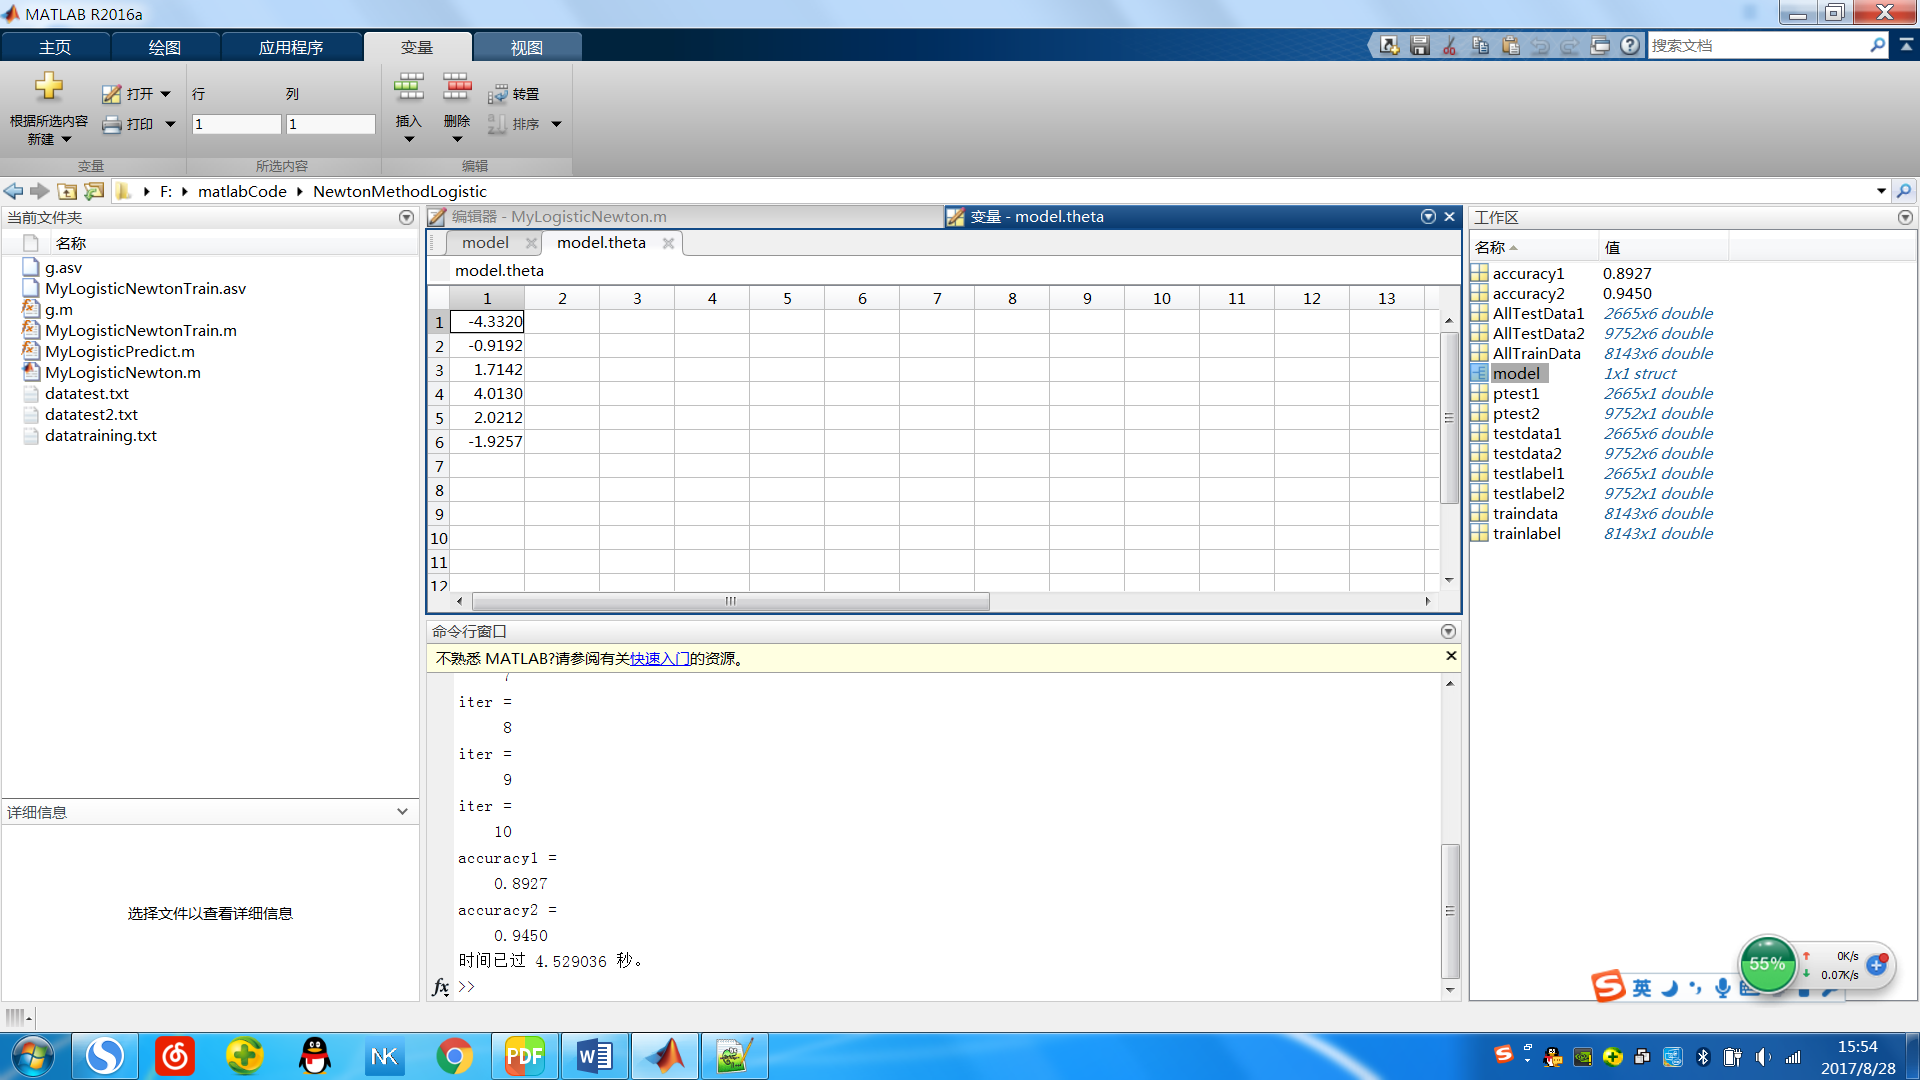 MATLAB R2016a
主页 绘图 应用程序 变量 视图
搜索文档
根据所选内容
新建
打开
打印
行 列
1 1
插入 删除 转置
排序
变量 所选内容 编辑
F: matlabCode NewtonMethodLogistic
当前文件夹
名称
g.asv
MyLogisticNewtonTrain.asv
g.m
MyLogisticNewtonTrain.m
MyLogisticPredict.m
MyLogisticNewton.m
datatest.txt
datatest2.txt
datatraining.txt
详细信息
选择文件以查看详细信息
编辑器 - MyLogisticNewton.m
变量 - model.theta
model model.theta
model.theta
1 2 3 4 5 6 7 8 9 10 11 12 13
1 -4.3320
2 -0.9192
3 1.7142
4 4.0130
5 2.0212
6 -1.9257
7
8
9
10
11
12
命令行窗口
不熟悉 MATLAB?请参阅有关快速入门的资源。
7
iter =
8
iter =
9
iter =
10
accuracy1 =
0.8927
accuracy2 =
0.9450
时间已过 4.529036 秒。
fx >>
工作区
名称 值
accuracy1 0.8927
accuracy2 0.9450
AllTestData1 2665x6 double
AllTestData2 9752x6 double
AllTrainData 8143x6 double
model 1x1 struct
ptest1 2665x1 double
ptest2 9752x1 double
testdata1 2665x6 double
testdata2 9752x6 double
testlabel1 2665x1 double
testlabel2 9752x1 double
traindata 8143x6 double
trainlabel 8143x1 double
55%
0K/s
0.07K/s
英
NK
PDF
15:54
2017/8/28